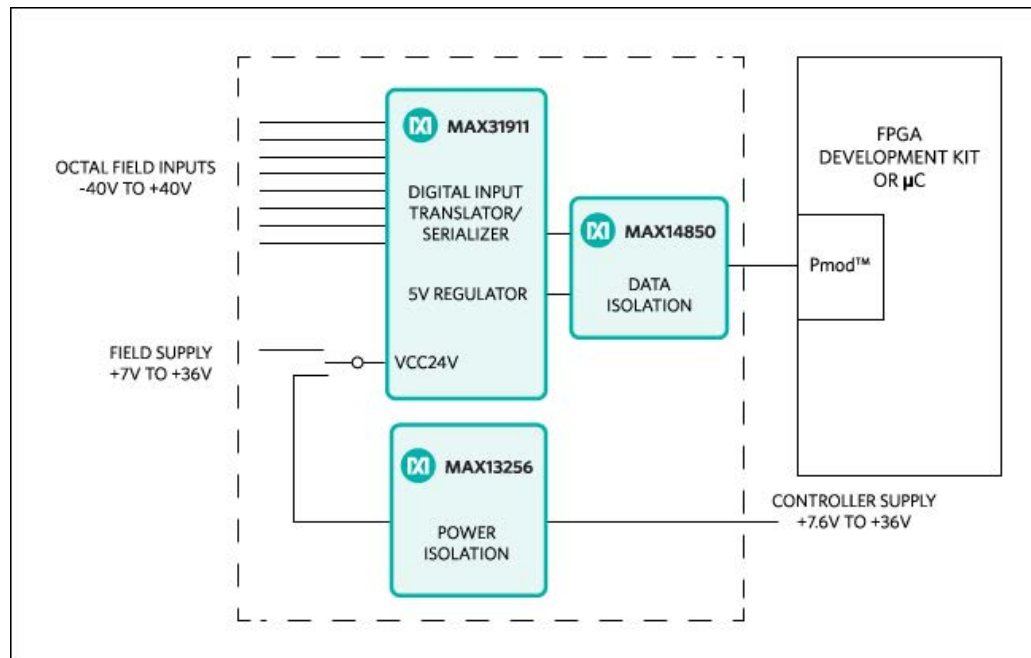 MAX31911
OCTAL FIELD INPUTS
-40V TO +40V
DIGITAL INPUT
TRANSLATOR/
SERIALIZER
5V REGULATOR
VCC24V
FIELD SUPPLY
+7V TO +36V
MAX14850
DATA
ISOLATION
FPGA
DEVELOPMENT KIT
OR µC
Pmod™
MAX13256
POWER
ISOLATION
CONTROLLER SUPPLY
+7.6V TO +36V